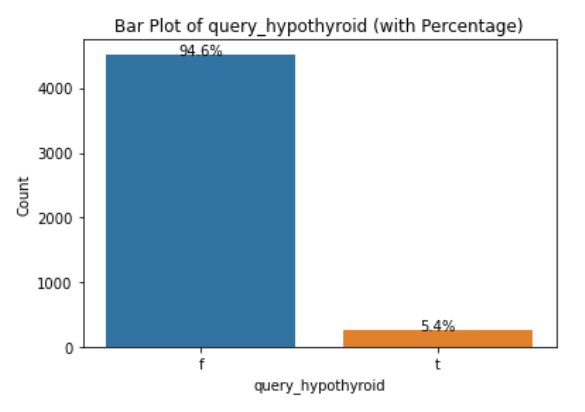 Bar Plot of query_hypothyroid (with Percentage)
94.6%
4000
3000
Count
2000
1000
5.4%
0
f
t
query_hypothyroid